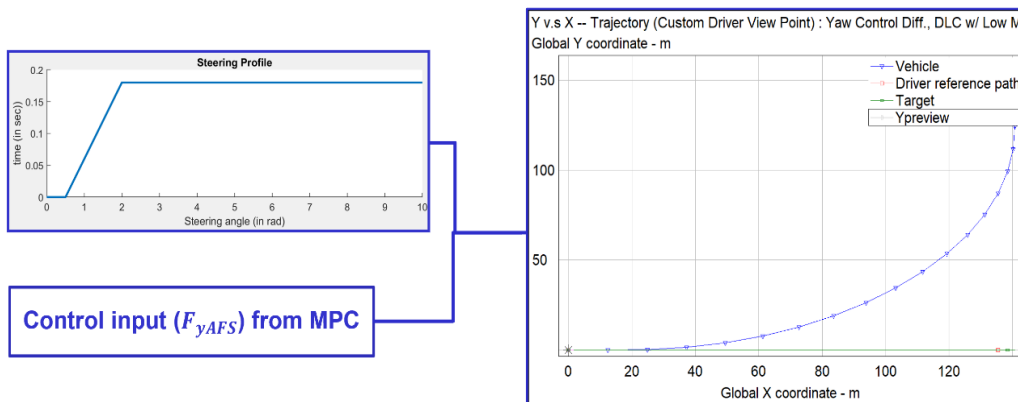 Steering Profile
0.2
0.15
0.1
0.05
0
time (in sec))
0 1 2 3 4 5 6 7 8 9 10
Steering angle (in rad)
Control input (F_yAFS) from MPC
Y v.s X -- Trajectory (Custom Driver View Point) : Yaw Control Diff., DLC w/ Low M
Global Y coordinate - m
Vehicle
Driver reference path
Target
Ypreview
150
100
50
0 20 40 60 80 100 120
Global X coordinate - m